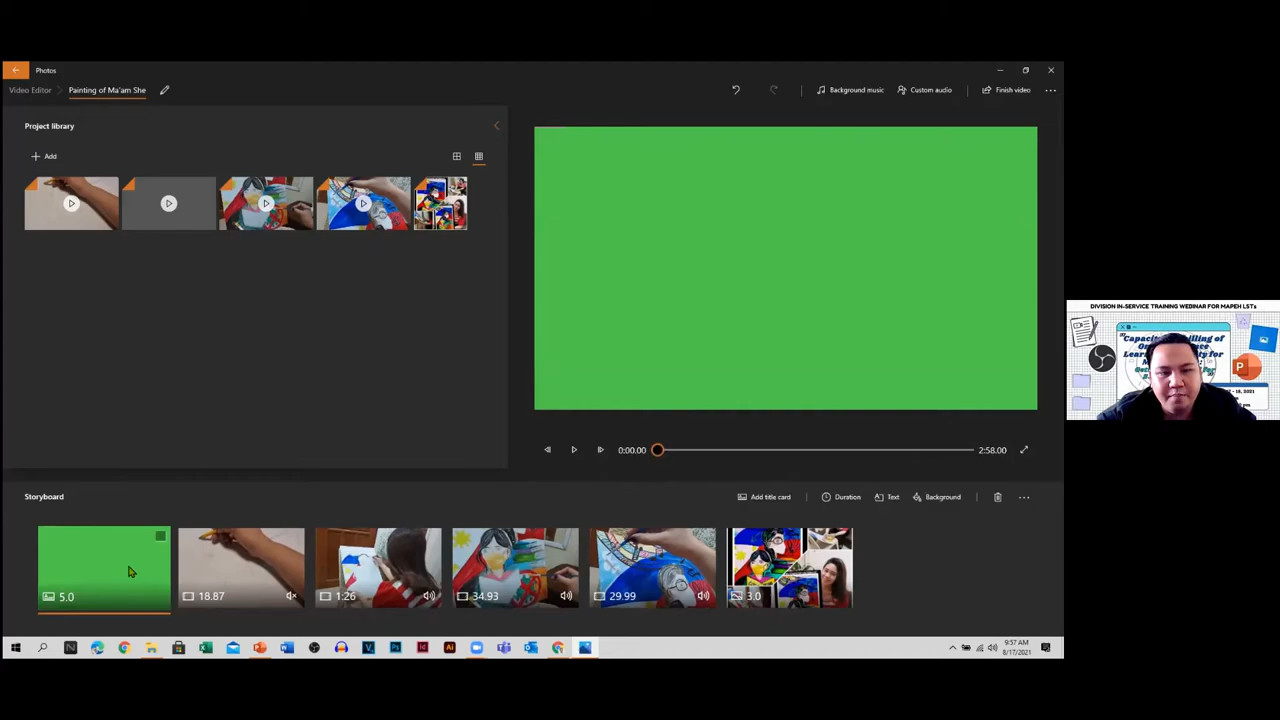 Photos
Video Editor
Painting of Ma'am She
Background music
Custom audio
Finish video
Project library
Add
0:00.00
2:58.00
Storyboard
Add title card
Duration
Text
Background
5.0
18.87
1:26
34.93
29.99
3.0
9:57 AM
8/17/2021
DIVISION IN-SERVICE TRAINING WEBINAR FOR MAPEH LSTs